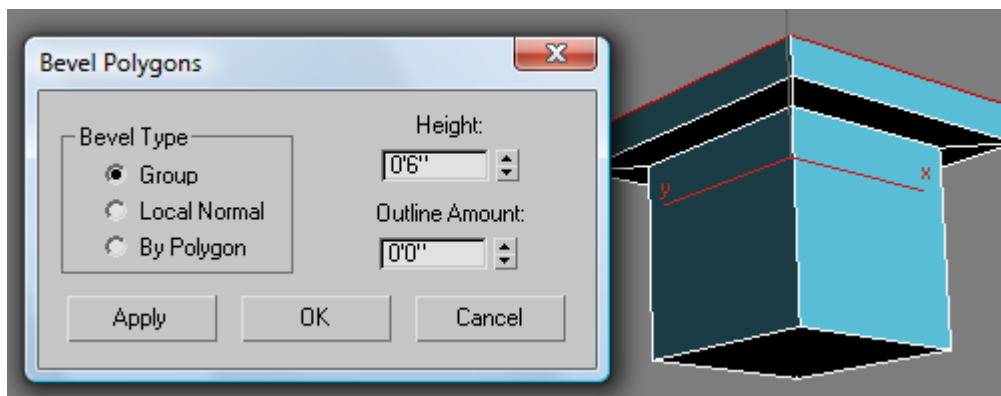 Bevel Polygons
Bevel Type
Group
Local Normal
By Polygon
Height:
0'6"
Outline Amount:
0'0"
Apply
OK
Cancel
y
x